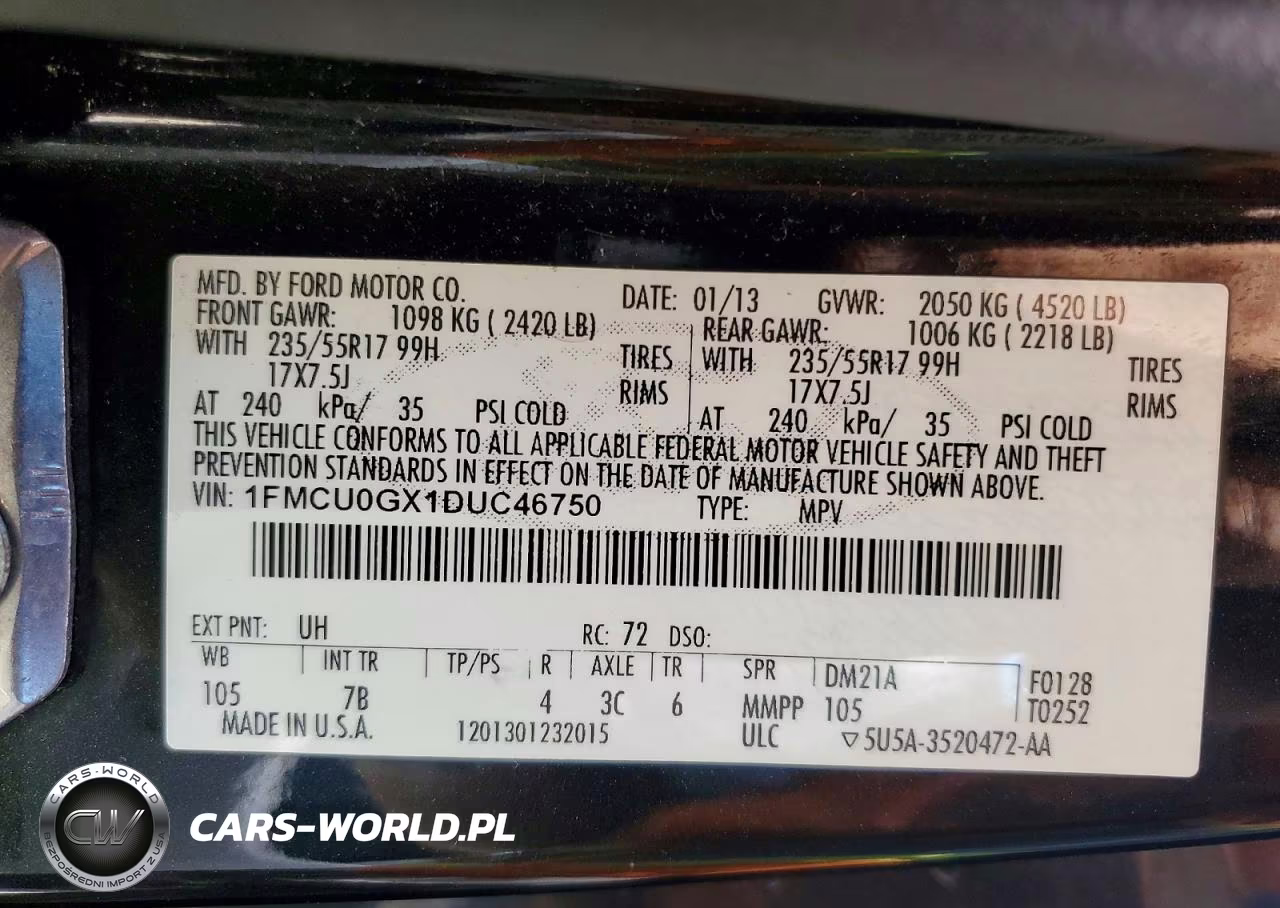 MFD. BY FORD MOTOR CO. DATE: 01/13 GVWR: 2050 KG ( 4520 LB)
FRONT GAWR: 1098 KG ( 2420 LB) REAR GAWR: 1006 KG ( 2218 LB)
WITH 235/55R17 99H TIRES WITH 235/55R17 99H TIRES
17X7.5J RIMS 17X7.5J RIMS
AT 240 kPa/ 35 PSI COLD AT 240 kPa/ 35 PSI COLD
THIS VEHICLE CONFORMS TO ALL APPLICABLE FEDERAL MOTOR VEHICLE SAFETY AND THEFT
PREVENTION STANDARDS IN EFFECT ON THE DATE OF MANUFACTURE SHOWN ABOVE.
VIN: 1FMCU0GX1DUC46750 TYPE: MPV
EXT PNT: UH RC: 72 DSO:
WB INT TR TP/PS R AXLE TR SPR DM21A F0128
105 7B 4 3C 6 MMPP 105 T0252
MADE IN U.S.A. 1201301232015 ULC ▽5U5A-3520472-AA
CARS-WORLD
CW
BEZPOŚREDNI IMPORT Z USA
CARS-WORLD.PL